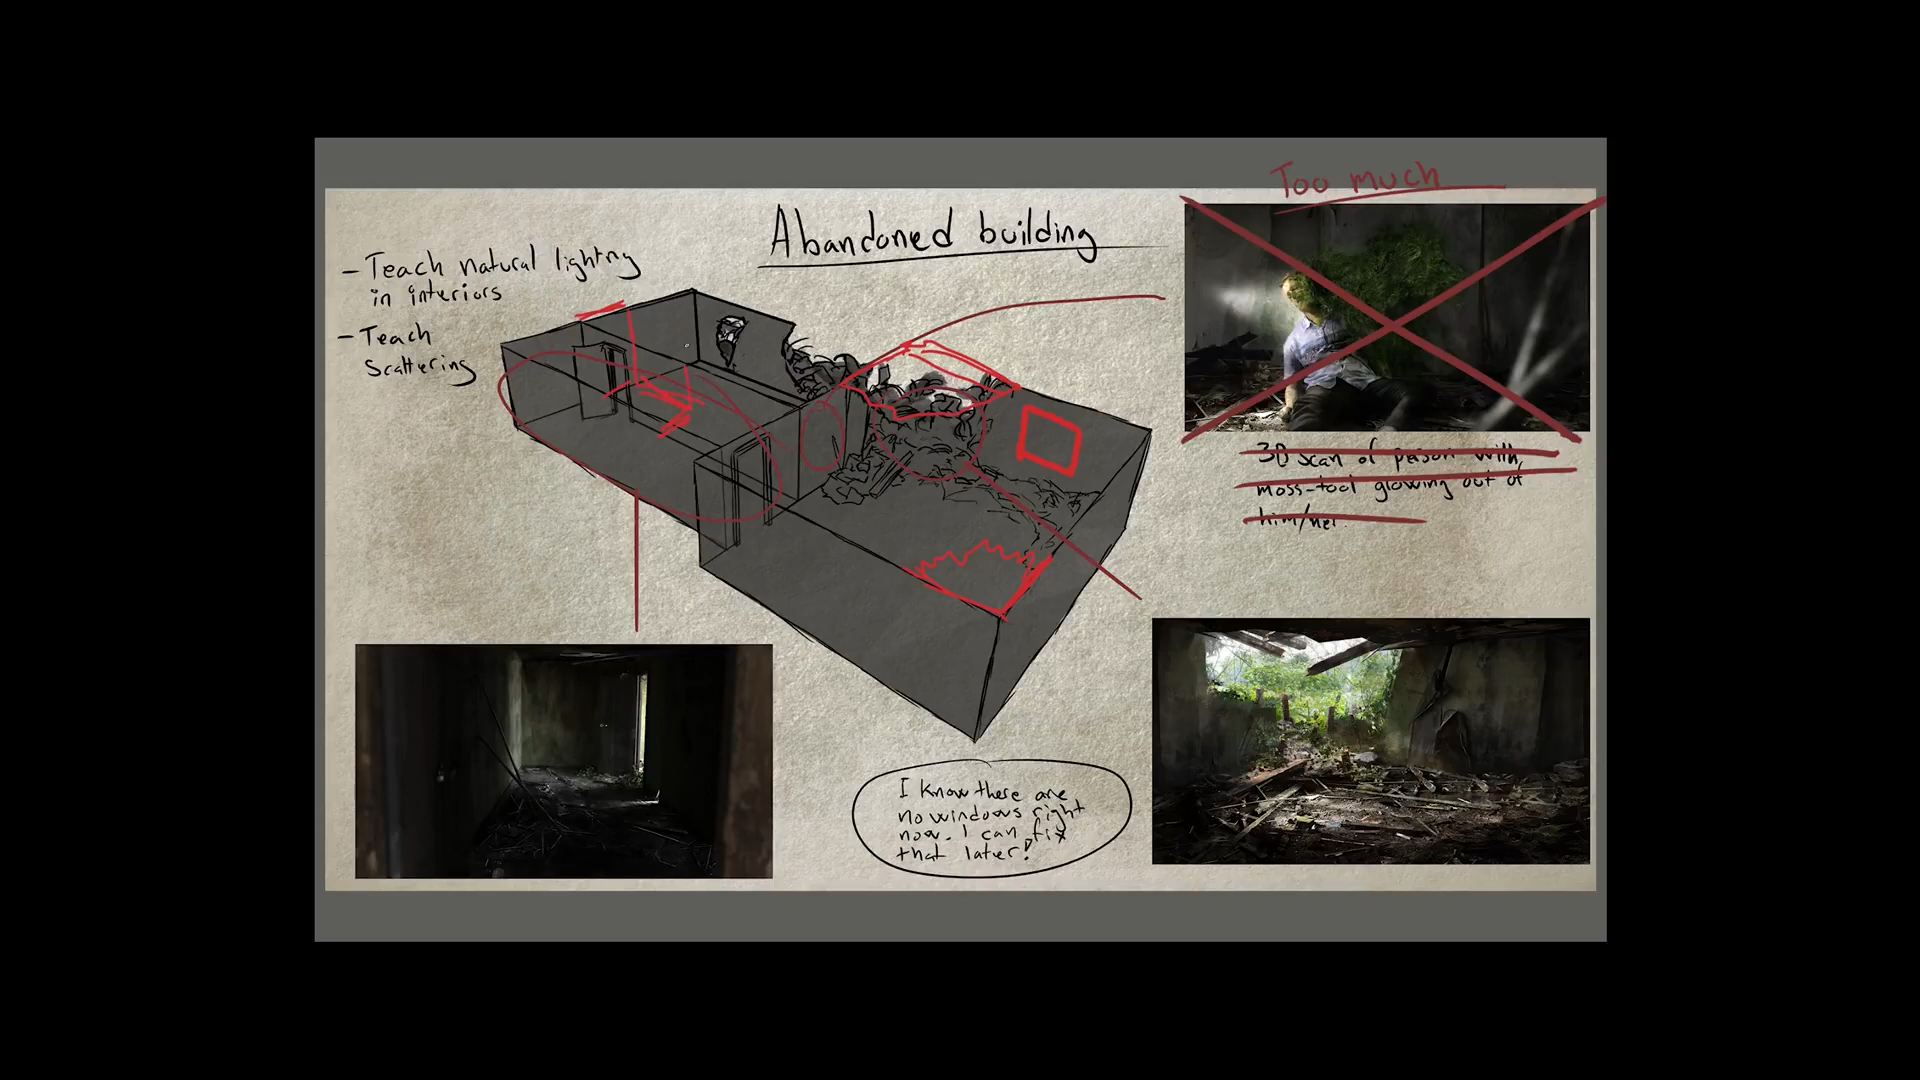 Too much
Abandoned building
- Teach natural lighting
in interiors
- Teach
scattering
3D scan of person with
moss-tool growing out of
him/her.
I know there are
no windows right
now. I can fix
that later!